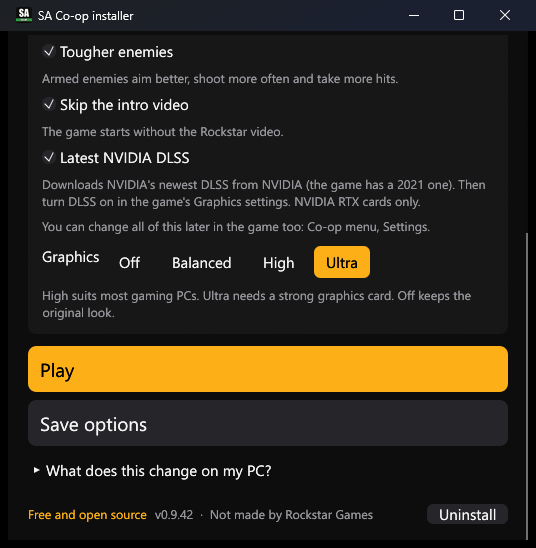 SA Co-op installer
Tougher enemies
Armed enemies aim better, shoot more often and take more hits.
Skip the intro video
The game starts without the Rockstar video.
Latest NVIDIA DLSS
Downloads NVIDIA's newest DLSS from NVIDIA (the game has a 2021 one). Then
turn DLSS on in the game's Graphics settings. NVIDIA RTX cards only.
You can change all of this later in the game too: Co-op menu, Settings.
Graphics Off Balanced High Ultra
High suits most gaming PCs. Ultra needs a strong graphics card. Off keeps the
original look.
Play
Save options
What does this change on my PC?
Free and open source v0.9.42 · Not made by Rockstar Games Uninstall